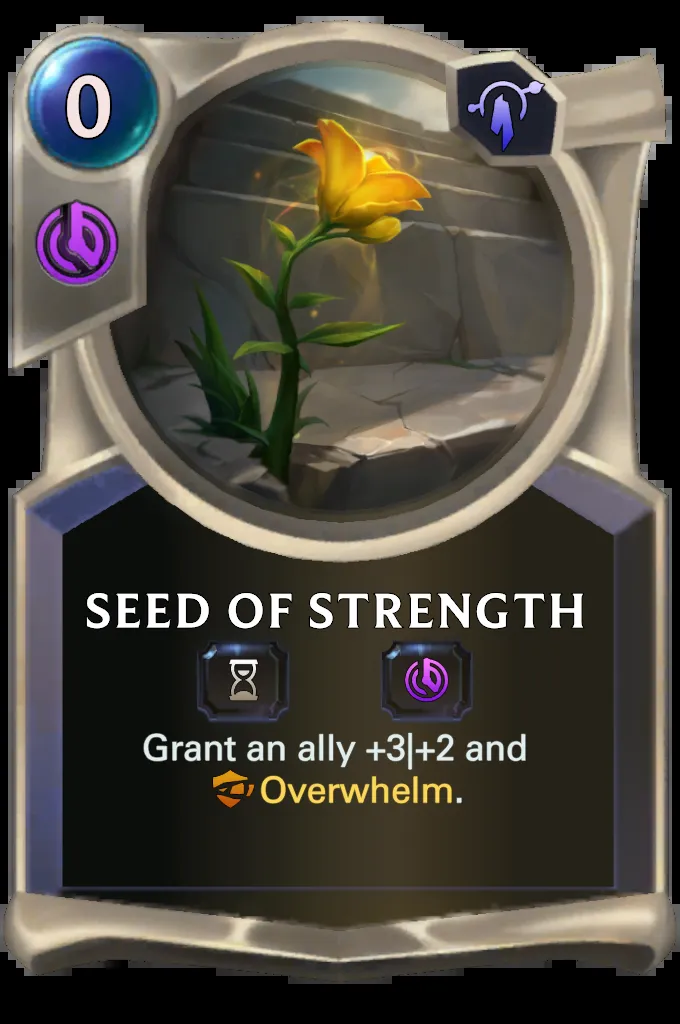 0
SEED OF STRENGTH
Grant an ally +3|+2 and
Overwhelm.